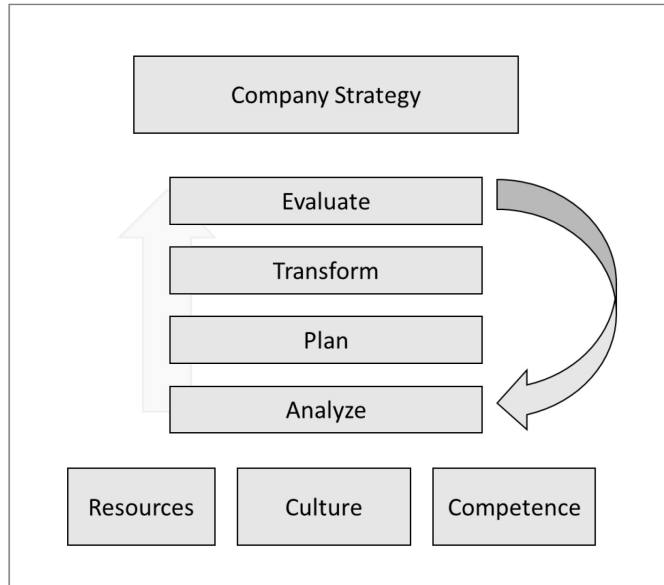 Company Strategy
Evaluate
Transform
Plan
Analyze
Resources
Culture
Competence